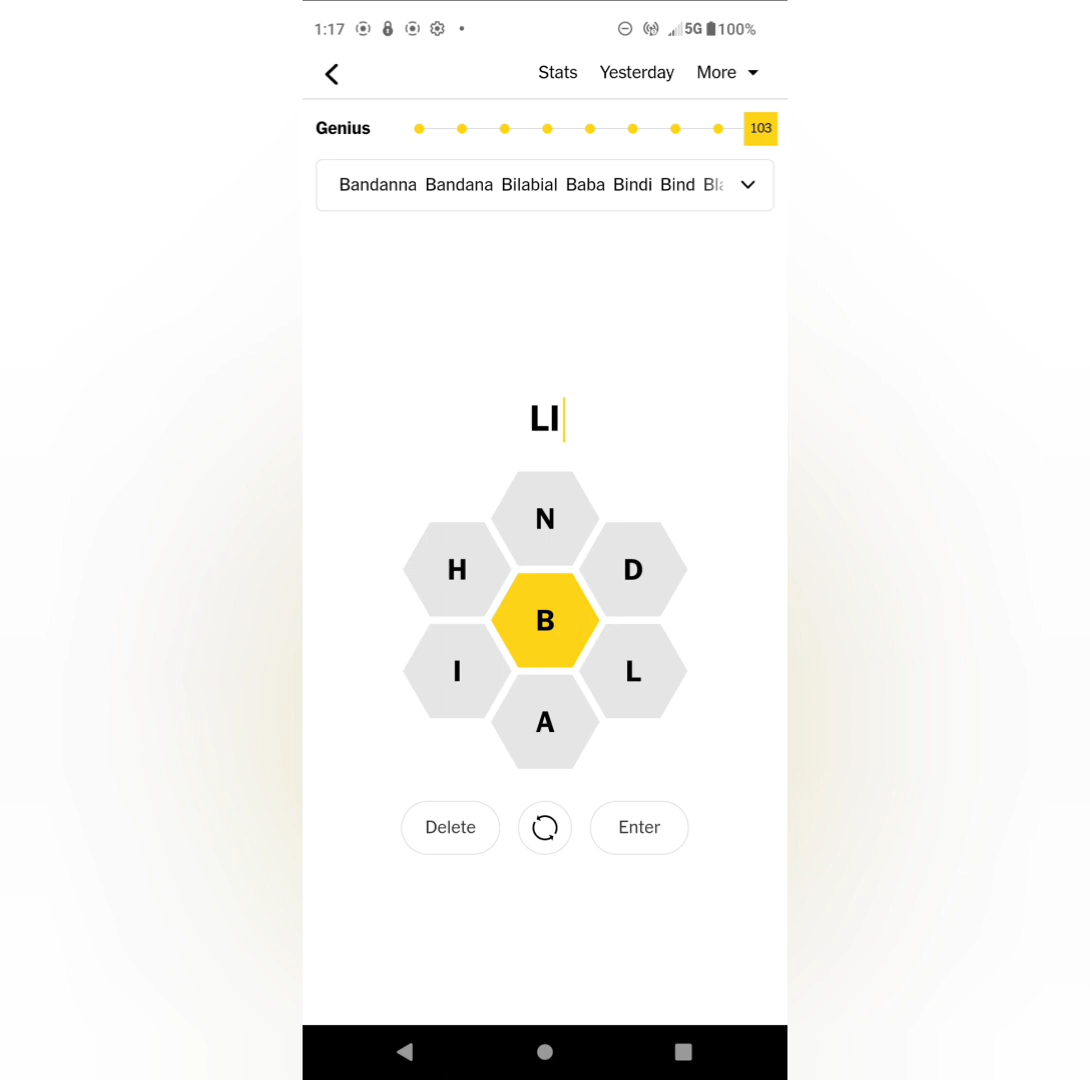 1:17 5G 100%
Stats Yesterday More
Genius 103
Bandanna Bandana Bilabial Baba Bindi Bind
LI
N
H D
B
I L
A
Delete Enter